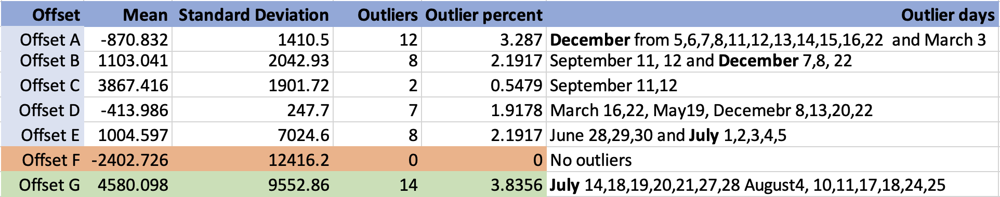 Offset Mean Standard Deviation Outliers Outlier percent Outlier days
Offset A -870.832 1410.5 12 3.287 December from 5,6,7,8,11,12,13,14,15,16,22 and March 3
Offset B 1103.041 2042.93 8 2.1917 September 11, 12 and December 7,8, 22
Offset C 3867.416 1901.72 2 0.5479 September 11,12
Offset D -413.986 247.7 7 1.9178 March 16,22, May19, Decemebr 8,13,20,22
Offset E 1004.597 7024.6 8 2.1917 June 28,29,30 and July 1,2,3,4,5
Offset F -2402.726 12416.2 0 0 No outliers
Offset G 4580.098 9552.86 14 3.8356 July 14,18,19,20,21,27,28 August4, 10,11,17,18,24,25